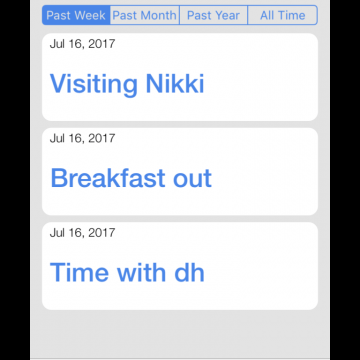 Past Week Past Month Past Year All Time
Jul 16, 2017
Visiting Nikki
Jul 16, 2017
Breakfast out
Jul 16, 2017
Time with dh